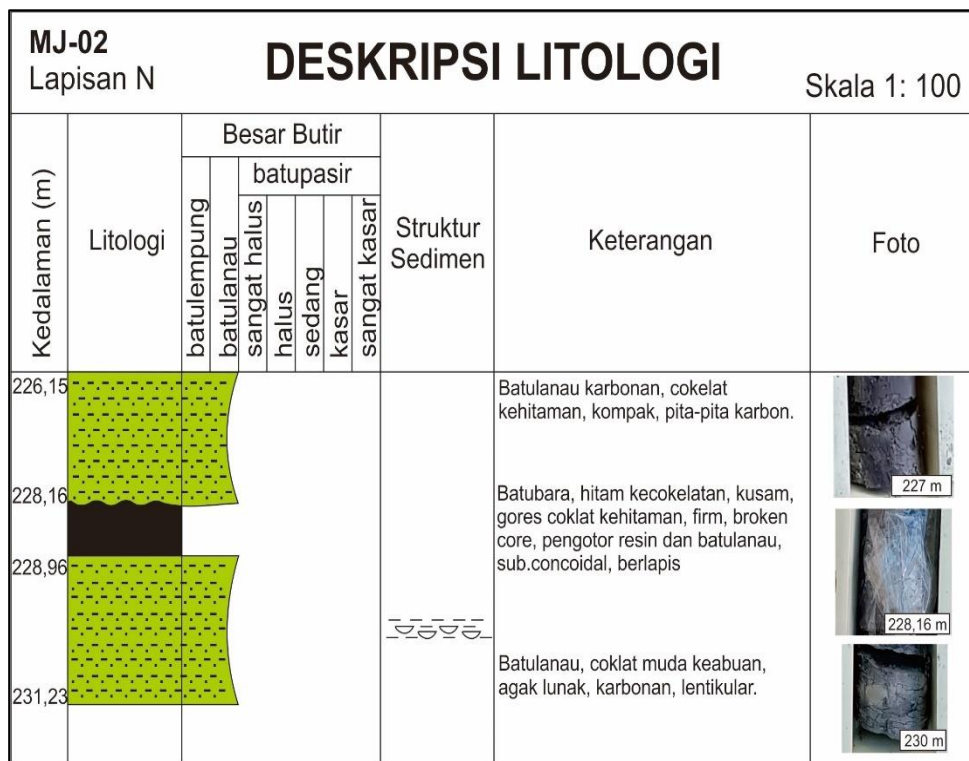 MJ-02
Lapisan N
DESKRIPSI LITOLOGI
Skala 1: 100
Kedalaman (m)
Litologi
Besar Butir
batulempung
batulanau
batupasir
sangat halus
halus
sedang
kasar
sangat kasar
Struktur
Sedimen
Keterangan
Foto
226,15
Batulanau karbonan, cokelat
kehitaman, kompak, pita-pita karbon.
227 m
228,16
Batubara, hitam kecokelatan, kusam,
gores coklat kehitaman, firm, broken
core, pengotor resin dan batulanau,
sub.concoidal, berlapis
228,16 m
228,96
Batulanau, coklat muda keabuan,
agak lunak, karbonan, lentikular.
231,23
230 m